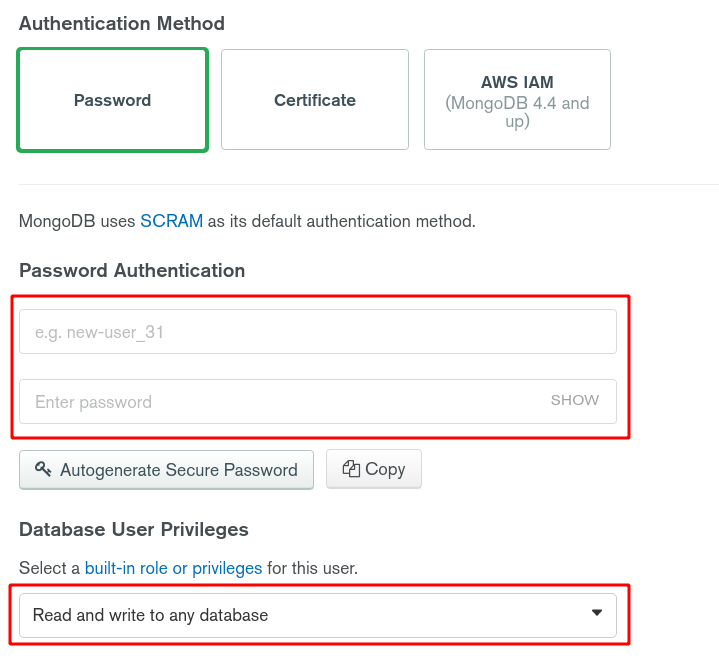 Authentication Method
Password
Certificate
AWS IAM
(MongoDB 4.4 and
up)
MongoDB uses SCRAM as its default authentication method.
Password Authentication
e.g. new-user_31
Enter password
SHOW
Autogenerate Secure Password
Copy
Database User Privileges
Select a built-in role or privileges for this user.
Read and write to any database